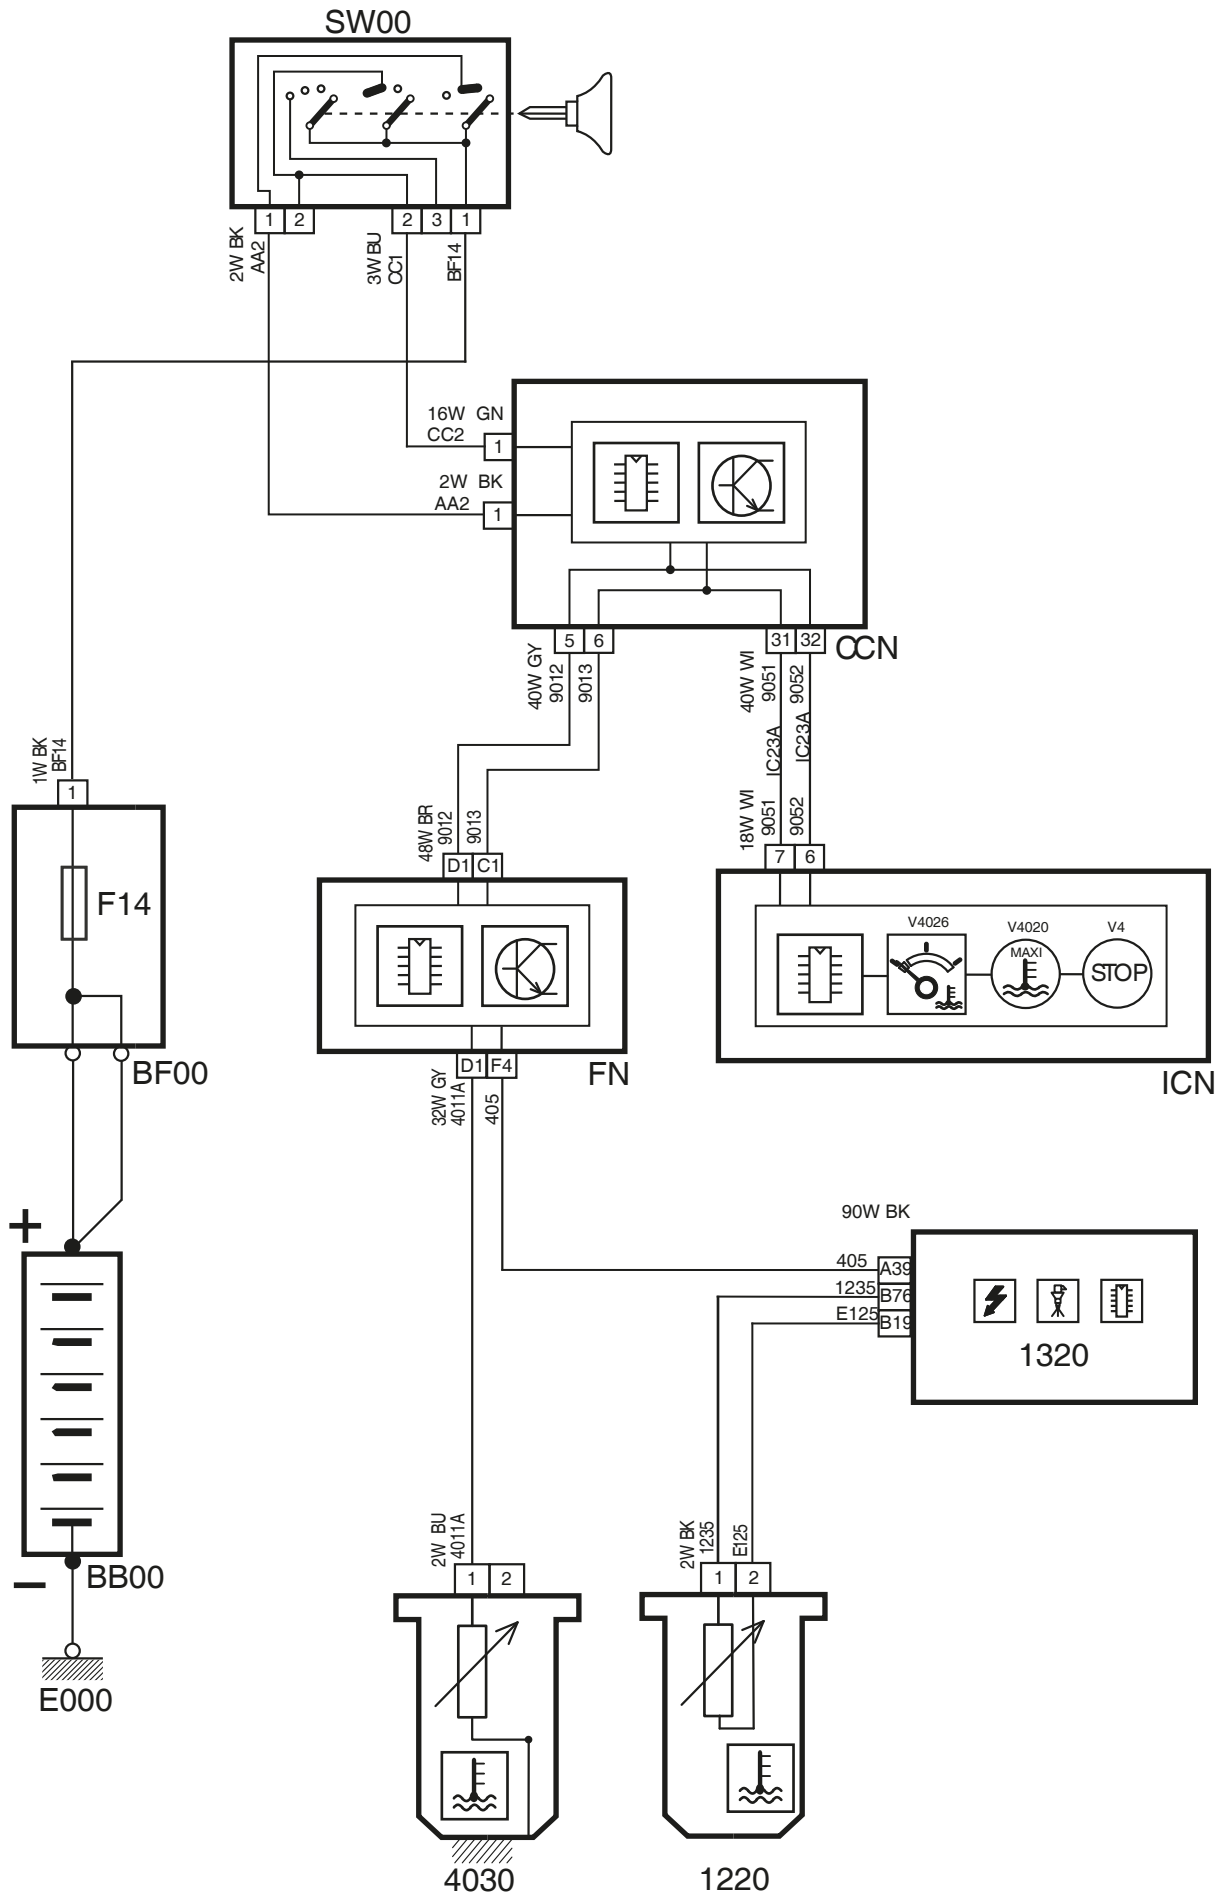 SW00
1 2 2 3 1
2W BK
AA2
3W BU
CC1
BF14
16W GN
CC2
1
2W BK
AA2
1
5 6 31 32
CCN
40W GY
9012
9013
40W WI
9051
9052
IC23A
IC23A
1W BK
BF14
1
F14
BF00
48W BR
9012
9013
D1 C1
18W WI
9051
9052
7 6
V4026
V4020
V4
MAXI
STOP
D1 F4
FN
ICN
32W GY
4011A
405
90W BK
405 A39
1235 B76
E125 B19
1320
+
BB00
–
E000
2W BU
4011A
1 2
2W BK
1235
E125
1 2
4030
1220